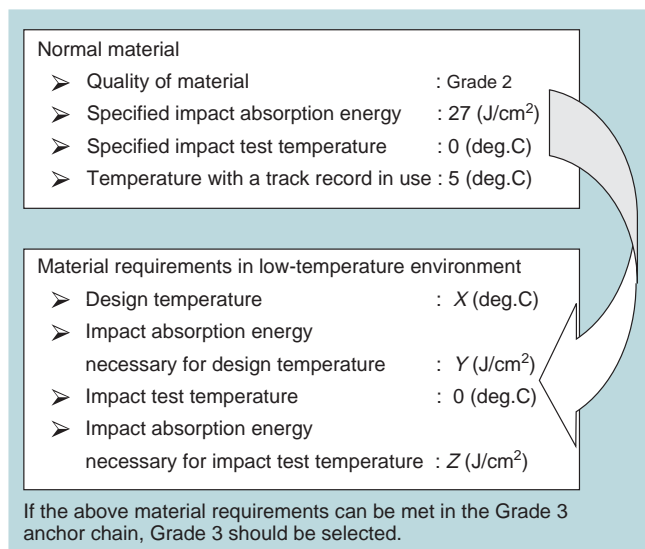 Normal material
➢ Quality of material : Grade 2
➢ Specified impact absorption energy : 27 (J/cm²)
➢ Specified impact test temperature : 0 (deg.C)
➢ Temperature with a track record in use : 5 (deg.C)
Material requirements in low-temperature environment
➢ Design temperature : X (deg.C)
➢ Impact absorption energy
necessary for design temperature : Y (J/cm²)
➢ Impact test temperature : 0 (deg.C)
➢ Impact absorption energy
necessary for impact test temperature : Z (J/cm²)
If the above material requirements can be met in the Grade 3
anchor chain, Grade 3 should be selected.